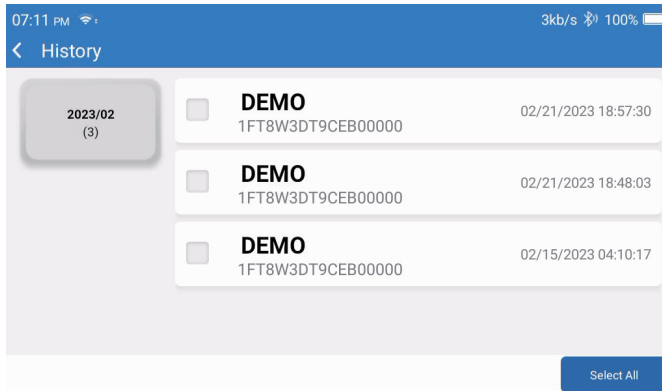 07:11 PM 3kb/s 100%
History
2023/02
(3)
DEMO
1FT8W3DT9CEB00000
02/21/2023 18:57:30
DEMO
1FT8W3DT9CEB00000
02/21/2023 18:48:03
DEMO
1FT8W3DT9CEB00000
02/15/2023 04:10:17
Select All